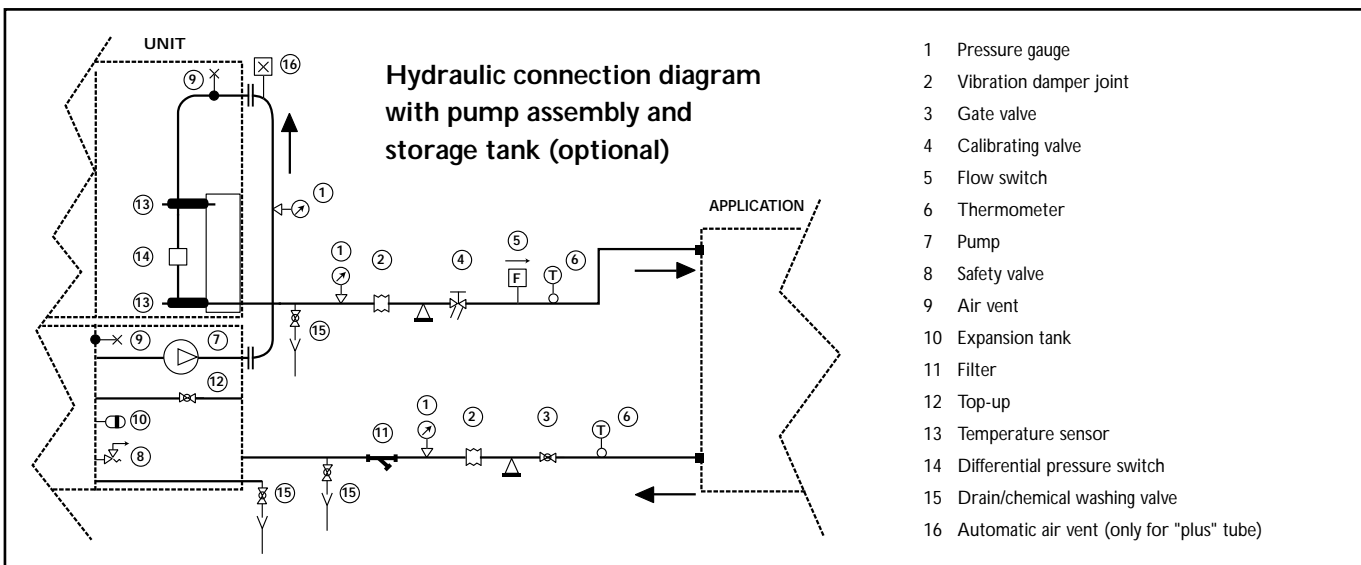 UNIT
16
9
Hydraulic connection diagram
with pump assembly and
storage tank (optional)
1
13
APPLICATION
14
1
2
4
5
6
F
T
13
15
9
7
12
10
8
1
2
3
6
11
T
15
15
1 Pressure gauge
2 Vibration damper joint
3 Gate valve
4 Calibrating valve
5 Flow switch
6 Thermometer
7 Pump
8 Safety valve
9 Air vent
10 Expansion tank
11 Filter
12 Top-up
13 Temperature sensor
14 Differential pressure switch
15 Drain/chemical washing valve
16 Automatic air vent (only for "plus" tube)